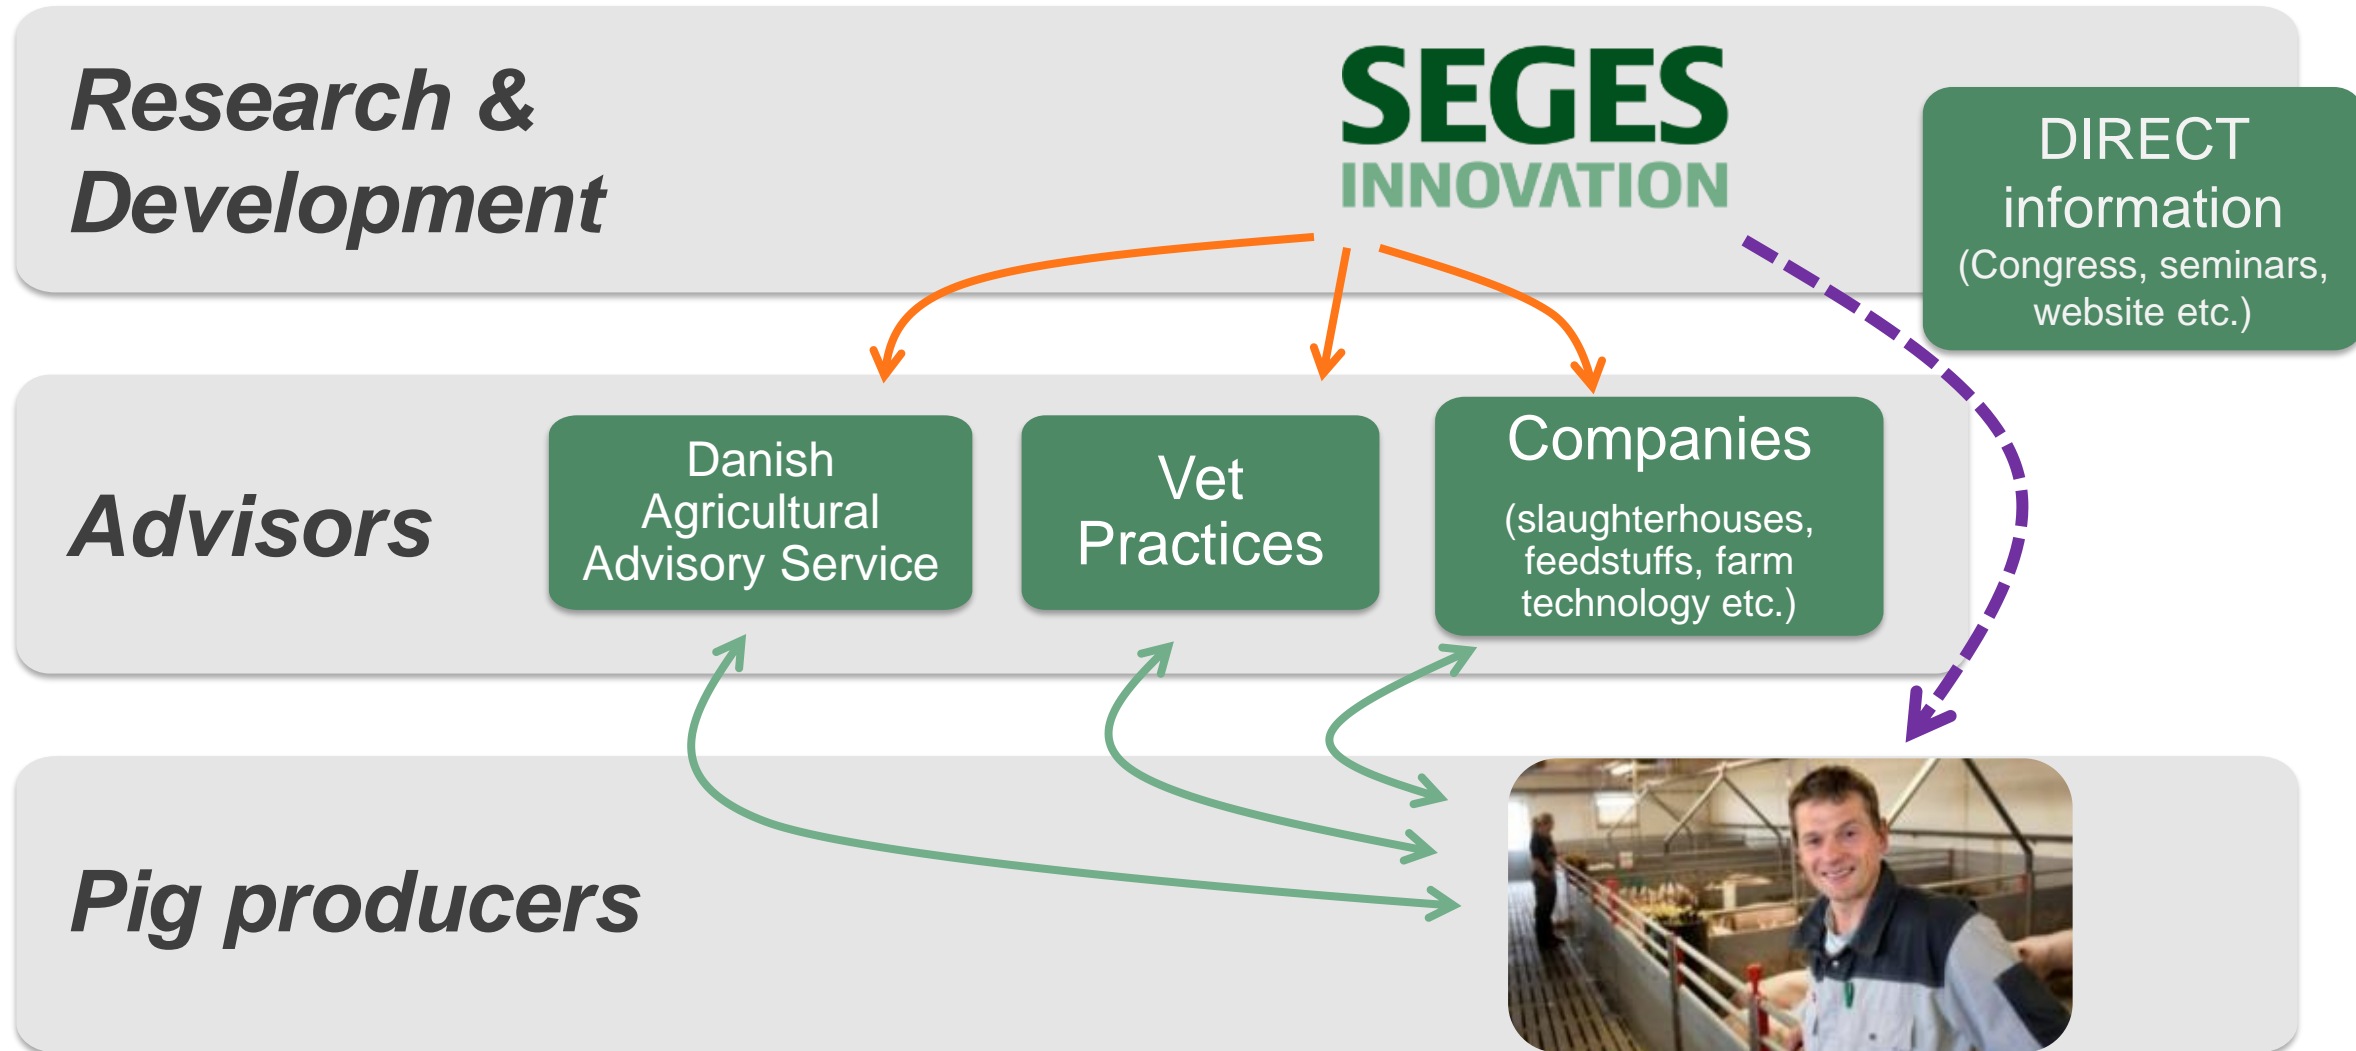 Research &
Development
SEGES
INNOVATION
DIRECT
information
(Congress, seminars,
website etc.)
Advisors
Danish
Agricultural
Advisory Service
Vet
Practices
Companies
(slaughterhouses,
feedstuffs, farm
technology etc.)
Pig producers